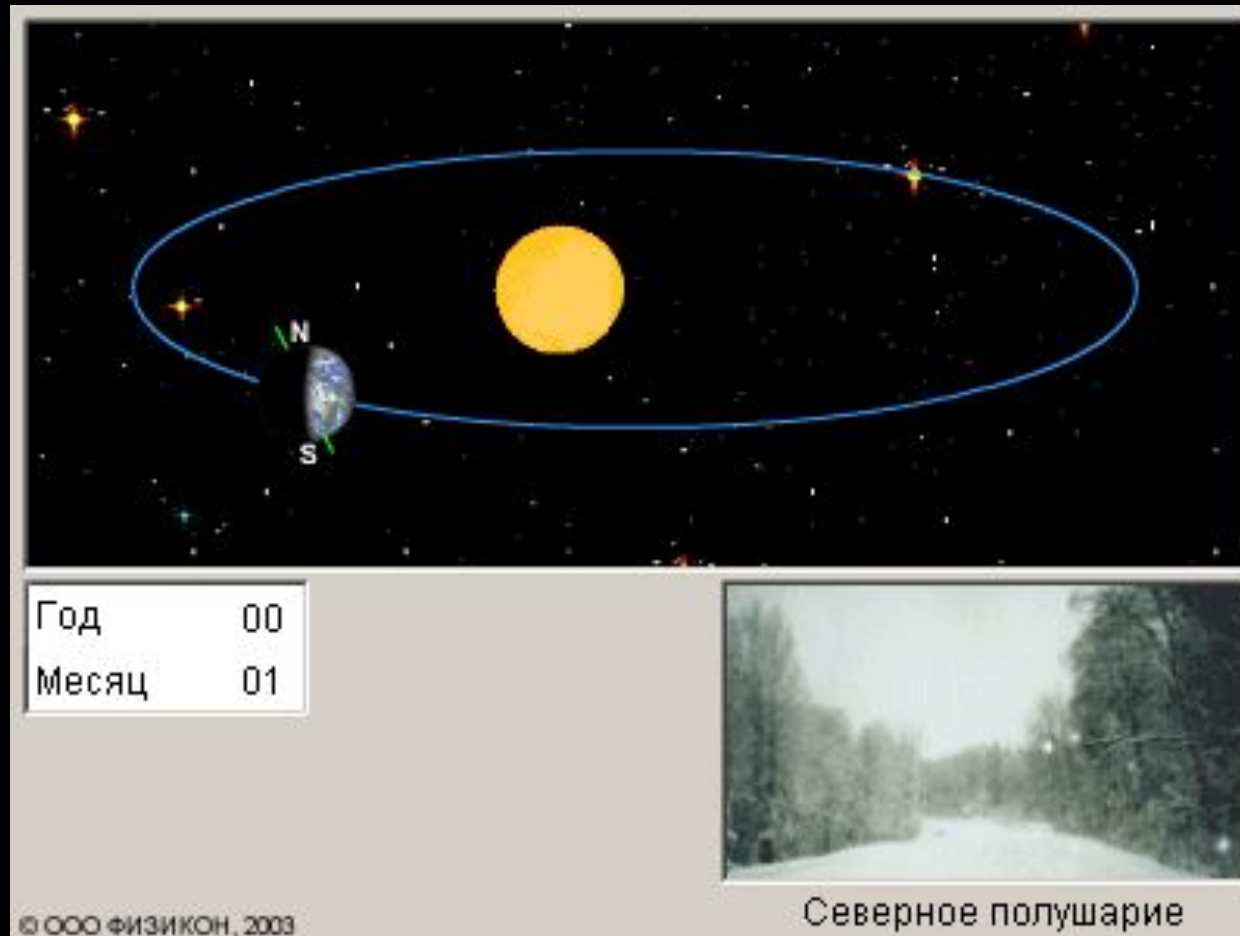 N
S
Год 00
Месяц 01
Северное полушарие
© ООО ФИЗИКОН, 2003